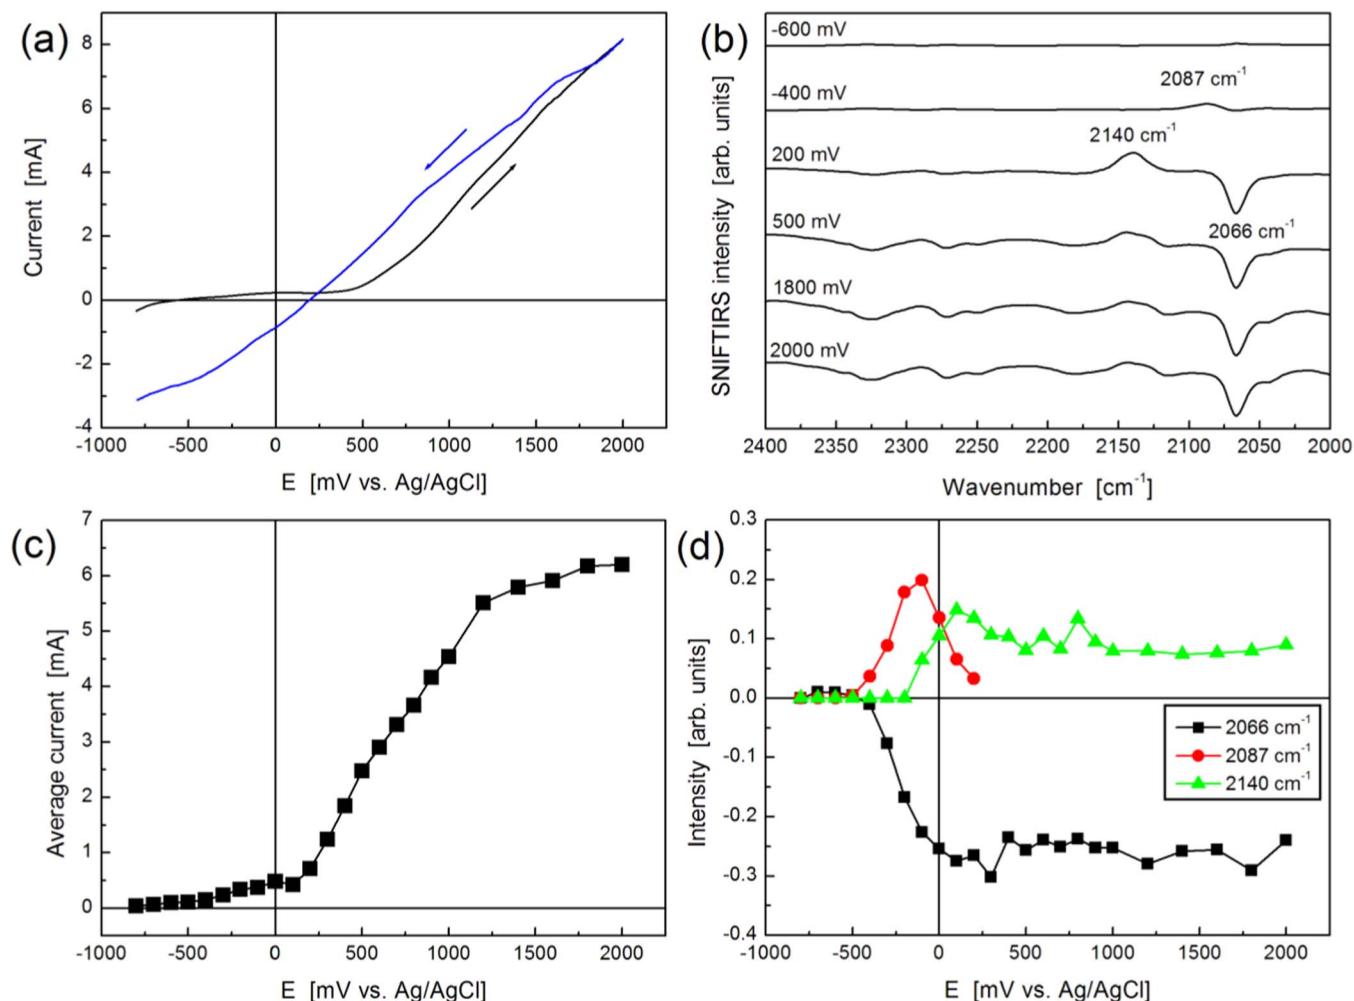 (a)
Current [mA]
8
6
4
2
0
-2
-4
-1000 -500 0 500 1000 1500 2000
E [mV vs. Ag/AgCl]
(b)
SNIFTIRS intensity [arb. units]
-600 mV
2087 cm⁻¹
-400 mV
2140 cm⁻¹
200 mV
2066 cm⁻¹
500 mV
1800 mV
2000 mV
2400 2350 2300 2250 2200 2150 2100 2050 2000
Wavenumber [cm⁻¹]
(c)
Average current [mA]
7
6
5
4
3
2
1
0
-1000 -500 0 500 1000 1500 2000
E [mV vs. Ag/AgCl]
(d)
Intensity [arb. units]
0.3
0.2
0.1
0.0
-0.1
-0.2
-0.3
-0.4
2066 cm⁻¹
2087 cm⁻¹
2140 cm⁻¹
-1000 -500 0 500 1000 1500 2000
E [mV vs. Ag/AgCl]